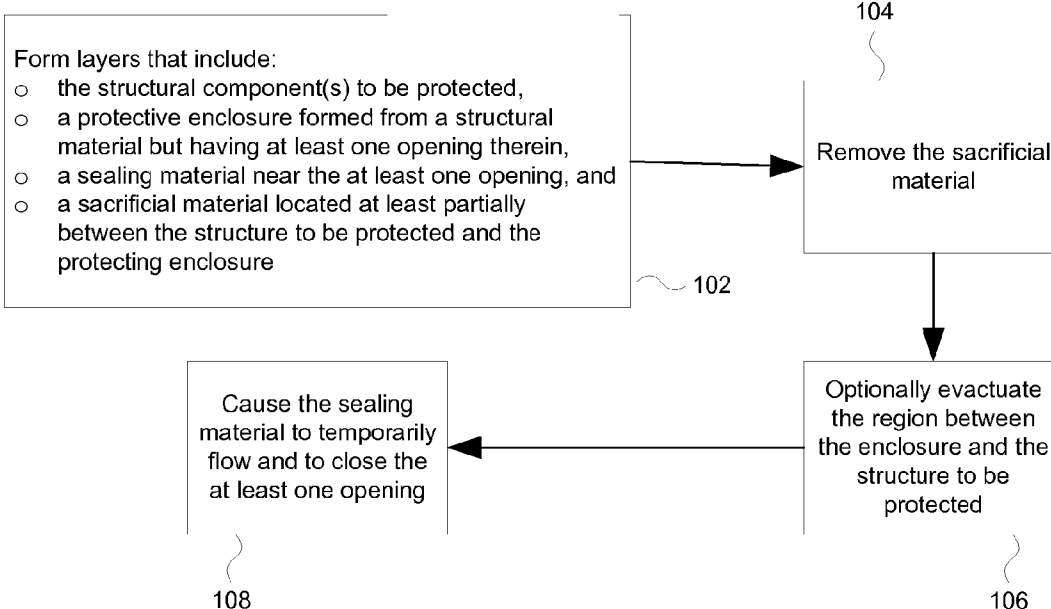 104
Form layers that include:
o the structural component(s) to be protected,
o a protective enclosure formed from a structural
material but having at least one opening therein,
o a sealing material near the at least one opening, and
o a sacrificial material located at least partially
between the structure to be protected and the
protecting enclosure
102
Remove the sacrificial
material
Optionally evactuate
the region between
the enclosure and the
structure to be
protected
106
Cause the sealing
material to temporarily
flow and to close the
at least one opening
108